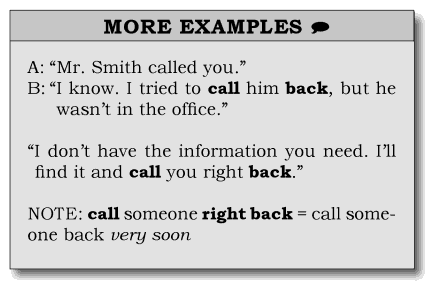 MORE EXAMPLES
A: “Mr. Smith called you.”
B: “I know. I tried to call him back, but he
wasn’t in the office.”
“I don’t have the information you need. I’ll
find it and call you right back.”
NOTE: call someone right back = call some-
one back very soon